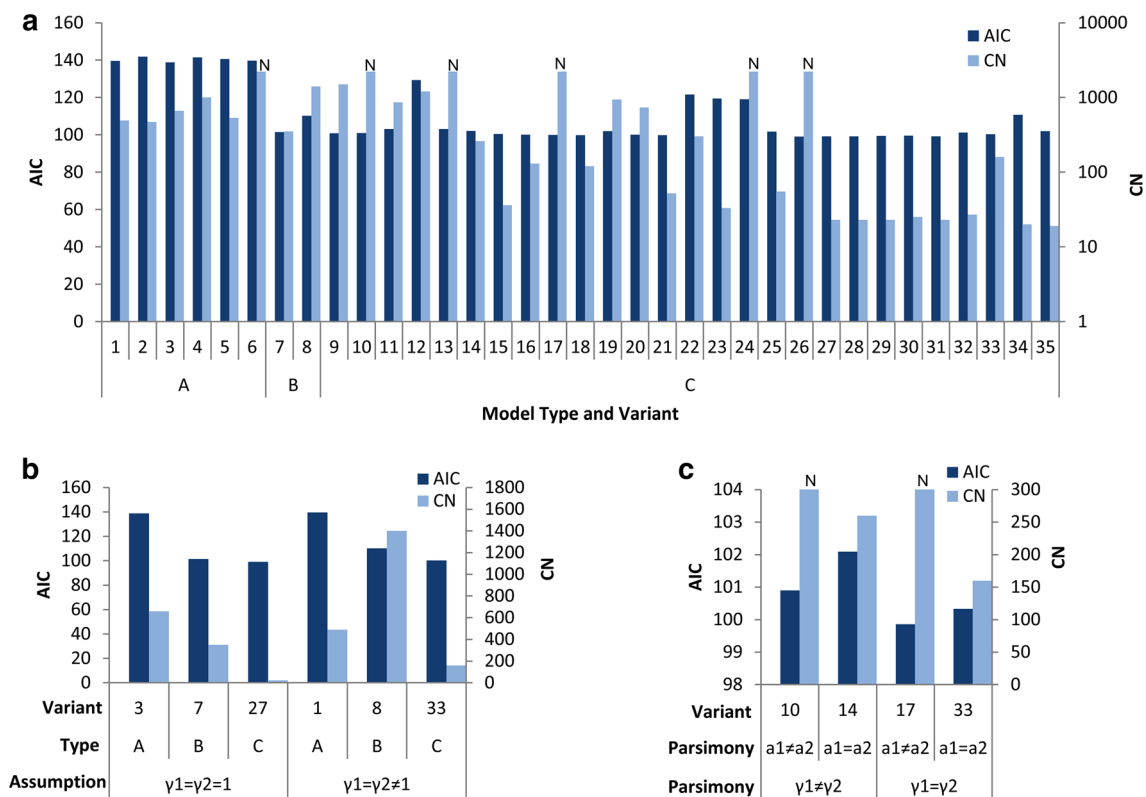 a
160
140
120
100
80
60
40
20
0
AIC
N N N N N N
AIC
CN
10000
1000
100
10
1
CN
1 2 3 4 5 6 7 8 9 10 11 12 13 14 15 16 17 18 19 20 21 22 23 24 25 26 27 28 29 30 31 32 33 34 35
A B C
Model Type and Variant
b
160
140
120
100
80
60
40
20
0
AIC
AIC
CN
1800
1600
1400
1200
1000
800
600
400
200
0
CN
Variant 3 7 27 1 8 33
Type A B C A B C
Assumption γ1=γ2=1 γ1=γ2≠1
c
104
103
102
101
100
99
98
AIC
N N
AIC
CN
300
250
200
150
100
50
0
CN
Variant 10 14 17 33
Parsimony a1≠a2 a1=a2 a1≠a2 a1=a2
Parsimony γ1≠γ2 γ1=γ2